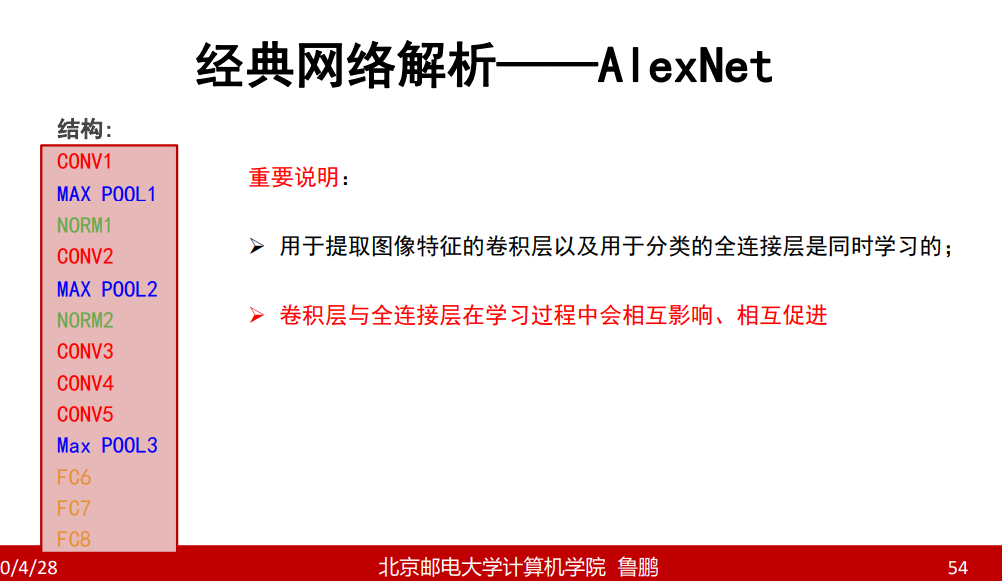 经典网络解析——AlexNet
结构:
CONV1
MAX POOL1
NORM1
CONV2
MAX POOL2
NORM2
CONV3
CONV4
CONV5
Max POOL3
FC6
FC7
FC8
重要说明:
➢ 用于提取图像特征的卷积层以及用于分类的全连接层是同时学习的;
➢ 卷积层与全连接层在学习过程中会相互影响、相互促进
0/4/28
北京邮电大学计算机学院 鲁鹏
54